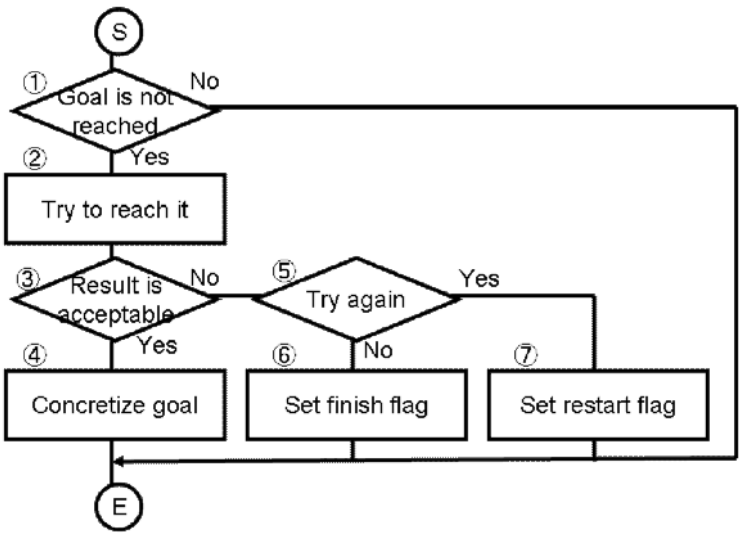 S
①
No
Goal is not
reached
②
Yes
Try to reach it
③
Result is
acceptable
No
⑤
Try again
Yes
Yes
No
④
Concretize goal
⑥
Set finish flag
⑦
Set restart flag
E